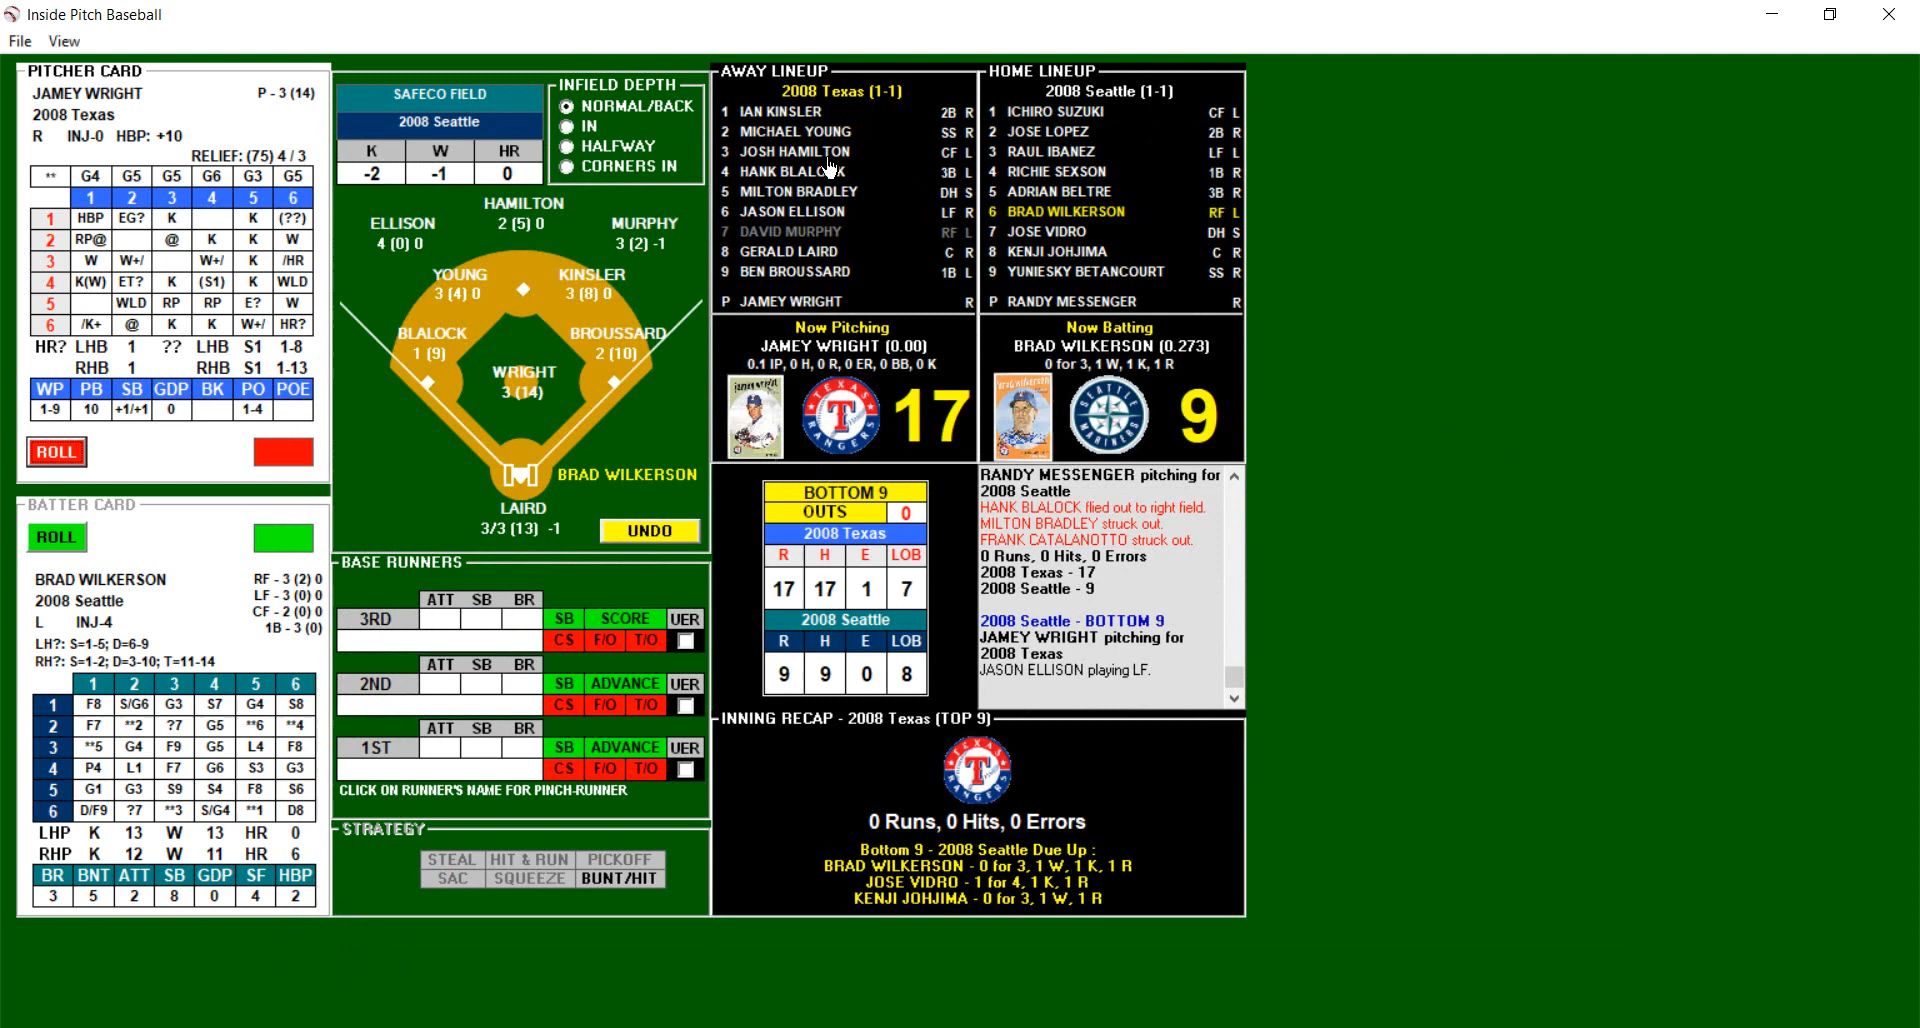 Inside Pitch Baseball
File View
PITCHER CARD
JAMEY WRIGHT P - 3 (14)
2008 Texas
R INJ-0 HBP: +10
RELIEF: (75) 4 / 3
** G4 G5 G5 G6 G3 G5
1 2 3 4 5 6
1 HBP EG? K K (??)
2 RP@ @ K K W
3 W W+/ W+/ K /HR
4 K(W) ET? K (S1) K WLD
5 WLD RP RP E? W
6 /K+ @ K K W+/ HR?
HR? LHB 1 ?? LHB S1 1-8
RHB 1 RHB S1 1-13
WP PB SB GDP BK PO POE
1-9 10 +1/+1 0 1-4
ROLL
BATTER CARD
ROLL
BRAD WILKERSON RF - 3 (2) 0
2008 Seattle LF - 3 (0) 0
L INJ-4 CF - 2 (0) 0
1B - 3 (0)
LH?: S=1-5; D=6-9
RH?: S=1-2; D=3-10; T=11-14
1 2 3 4 5 6
1 F8 S/G6 G3 S7 G4 S8
2 F7 **2 ?7 G5 **6 **4
3 **5 G4 F9 G5 L4 F8
4 P4 L1 F7 G6 S3 G3
5 G1 G3 S9 S4 F8 S6
6 D/F9 ?7 **3 S/G4 **1 D8
LHP K 13 W 13 HR 0
RHP K 12 W 11 HR 6
BR BNT ATT SB GDP SF HBP
3 5 2 8 0 4 2
SAFECO FIELD
2008 Seattle
K W HR
-2 -1 0
INFIELD DEPTH
NORMAL/BACK
IN
HALFWAY
CORNERS IN
HAMILTON
2 (5) 0
ELLISON
4 (0) 0
MURPHY
3 (2) -1
YOUNG
3 (4) 0
KINSLER
3 (8) 0
BLALOCK
1 (9)
BROUSSARD
2 (10)
WRIGHT
3 (14)
BRAD WILKERSON
LAIRD
3/3 (13) -1
UNDO
BASE RUNNERS
ATT SB BR
3RD SB SCORE UER
CS F/O T/O
ATT SB BR
2ND SB ADVANCE UER
CS F/O T/O
ATT SB BR
1ST SB ADVANCE UER
CS F/O T/O
CLICK ON RUNNER'S NAME FOR PINCH-RUNNER
STRATEGY
STEAL HIT & RUN PICKOFF
SAC SQUEEZE BUNT/HIT
AWAY LINEUP
2008 Texas (1-1)
1 IAN KINSLER 2B R
2 MICHAEL YOUNG SS R
3 JOSH HAMILTON CF L
4 HANK BLALOCK 3B L
5 MILTON BRADLEY DH S
6 JASON ELLISON LF R
7 DAVID MURPHY RF L
8 GERALD LAIRD C R
9 BEN BROUSSARD 1B L
P JAMEY WRIGHT R
HOME LINEUP
2008 Seattle (1-1)
1 ICHIRO SUZUKI CF L
2 JOSE LOPEZ 2B R
3 RAUL IBANEZ LF L
4 RICHIE SEXSON 1B R
5 ADRIAN BELTRE 3B R
6 BRAD WILKERSON RF L
7 JOSE VIDRO DH S
8 KENJI JOHJIMA C R
9 YUNIESKY BETANCOURT SS R
P RANDY MESSENGER R
Now Pitching
JAMEY WRIGHT (0.00)
0.1 IP, 0 H, 0 R, 0 ER, 0 BB, 0 K
TEXAS
T
RANGERS
17
Now Batting
BRAD WILKERSON (0.273)
0 for 3, 1 W, 1 K, 1 R
SEATTLE
MARINERS
9
BOTTOM 9
OUTS 0
2008 Texas
R H E LOB
17 17 1 7
2008 Seattle
R H E LOB
9 9 0 8
RANDY MESSENGER pitching for
2008 Seattle
HANK BLALOCK flied out to right field.
MILTON BRADLEY struck out.
FRANK CATALANOTTO struck out.
0 Runs, 0 Hits, 0 Errors
2008 Texas - 17
2008 Seattle - 9
2008 Seattle - BOTTOM 9
JAMEY WRIGHT pitching for
2008 Texas
JASON ELLISON playing LF.
INNING RECAP - 2008 Texas (TOP 9)
TEXAS
T
RANGERS
0 Runs, 0 Hits, 0 Errors
Bottom 9 - 2008 Seattle Due Up :
BRAD WILKERSON - 0 for 3, 1 W, 1 K, 1 R
JOSE VIDRO - 1 for 4, 1 K, 1 R
KENJI JOHJIMA - 0 for 3, 1 W, 1 R